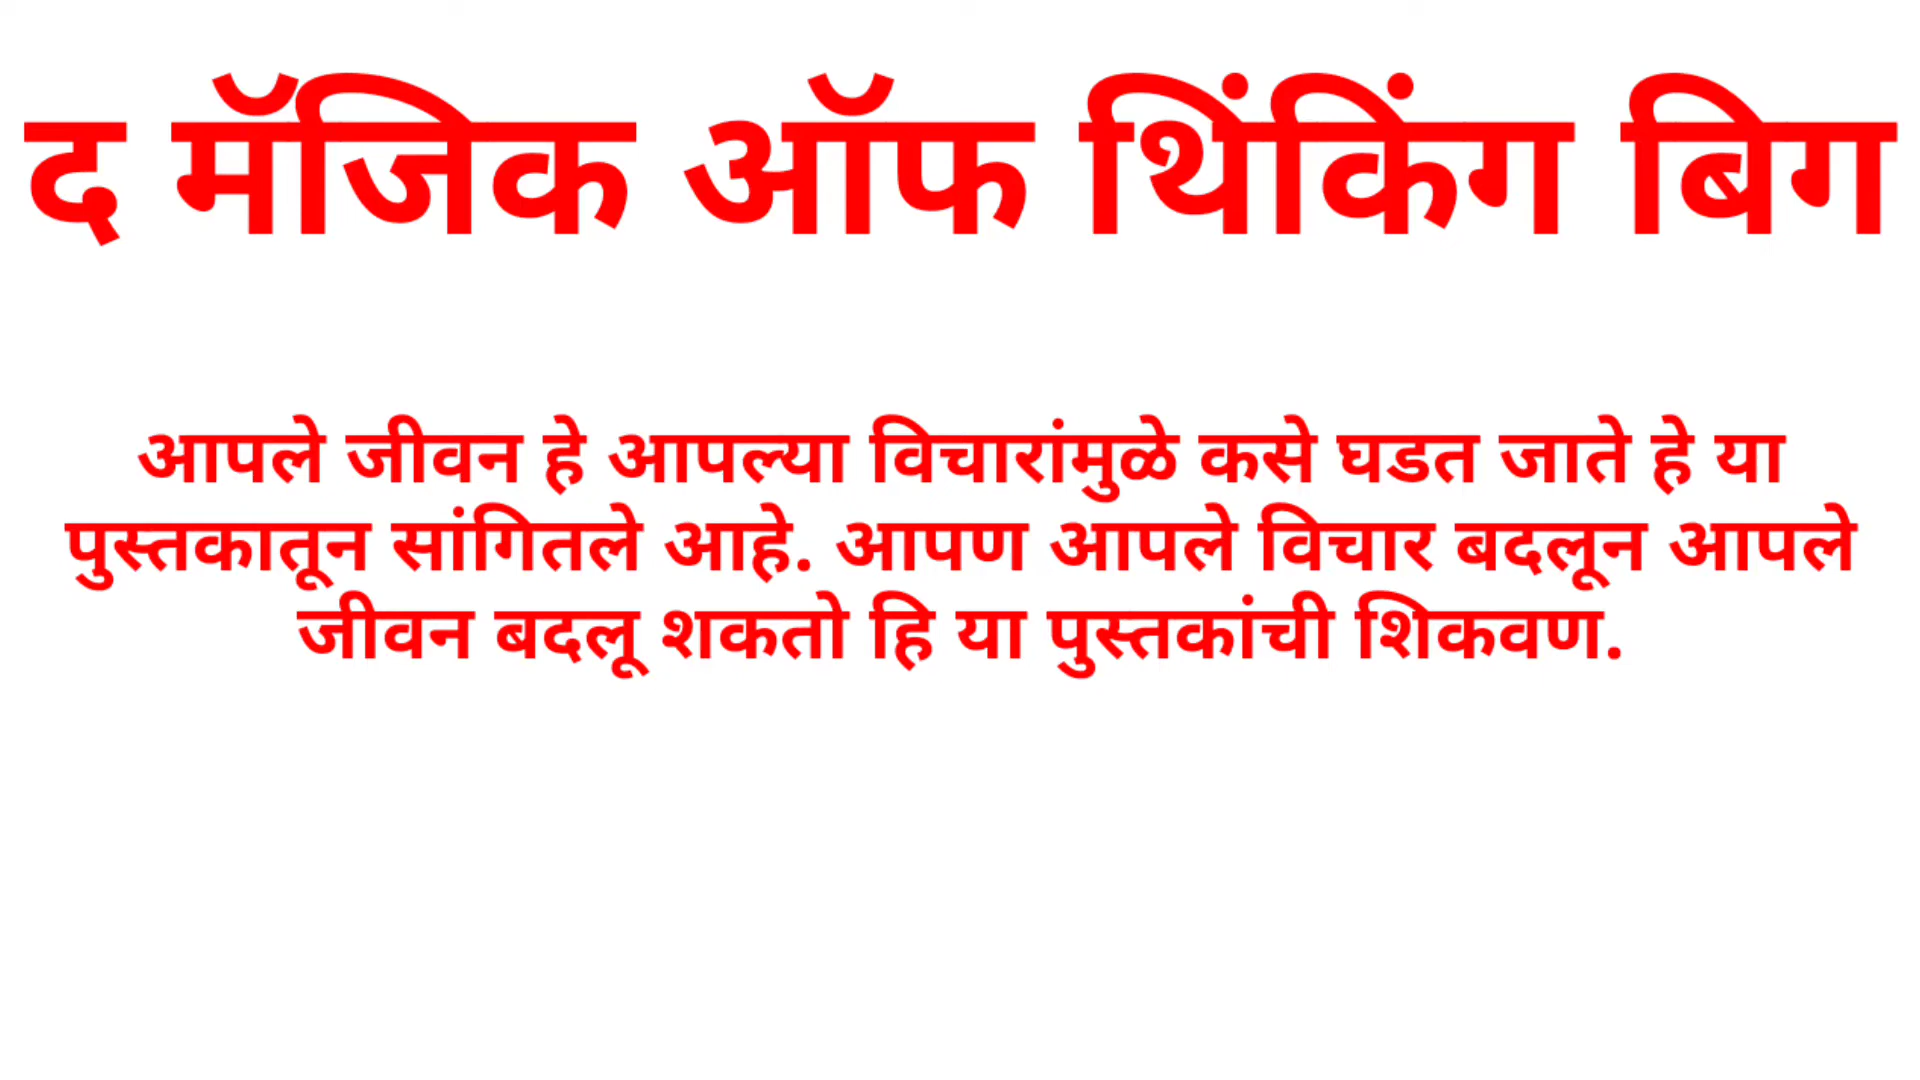 द मॅजिक ऑफ थिंकिंग बिग
आपले जीवन हे आपल्या विचारांमुळे कसे घडत जाते हे या
पुस्तकातून सांगितले आहे. आपण आपले विचार बदलून आपले
जीवन बदलू शकतो हि या पुस्तकांची शिकवण.